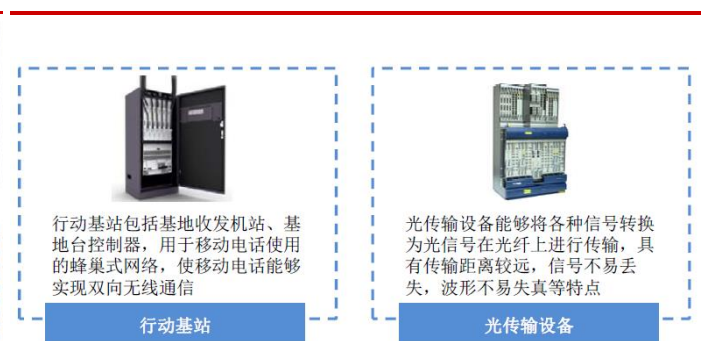 行动基站包括基地收发机站、基
地台控制器，用于移动电话使用
的蜂巢式网络，使移动电话能够
实现双向无线通信
行动基站
光传输设备能够将各种信号转换
为光信号在光纤上进行传输，具
有传输距离较远，信号不易丢
失，波形不易失真等特点
光传输设备